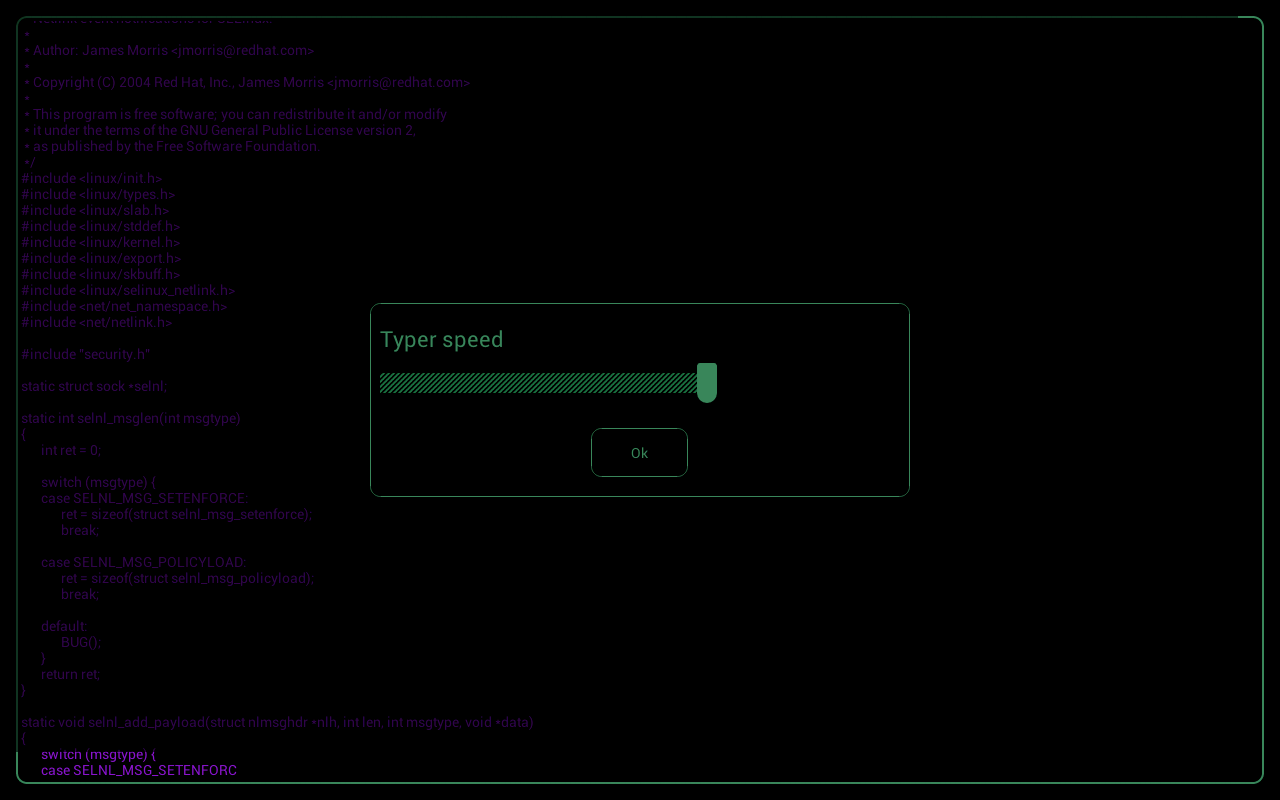 *
* Author: James Morris <jmorris@redhat.com>
*
* Copyright (C) 2004 Red Hat, Inc., James Morris <jmorris@redhat.com>
*
* This program is free software; you can redistribute it and/or modify
* it under the terms of the GNU General Public License version 2,
* as published by the Free Software Foundation.
*/
#include <linux/init.h>
#include <linux/types.h>
#include <linux/slab.h>
#include <linux/stddef.h>
#include <linux/kernel.h>
#include <linux/export.h>
#include <linux/skbuff.h>
#include <linux/selinux_netlink.h>
#include <net/net_namespace.h>
#include <net/netlink.h>
#include "security.h"
static struct sock *selnl;
static int selnl_msglen(int msgtype)
{
int ret = 0;
switch (msgtype) {
case SELNL_MSG_SETENFORCE:
ret = sizeof(struct selnl_msg_setenforce);
break;
case SELNL_MSG_POLICYLOAD:
ret = sizeof(struct selnl_msg_policyload);
break;
default:
BUG();
}
return ret;
}
static void selnl_add_payload(struct nlmsghdr *nlh, int len, int msgtype, void *data)
{
switch (msgtype) {
case SELNL_MSG_SETENFORC
Typer speed
Ok